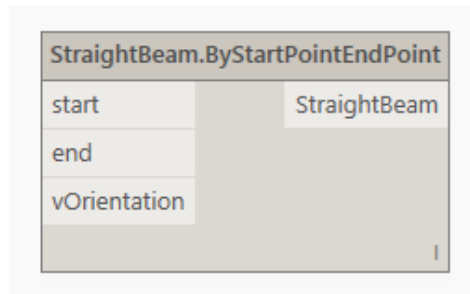 StraightBeam.ByStartPointEndPoint
start StraightBeam
end
vOrientation
I